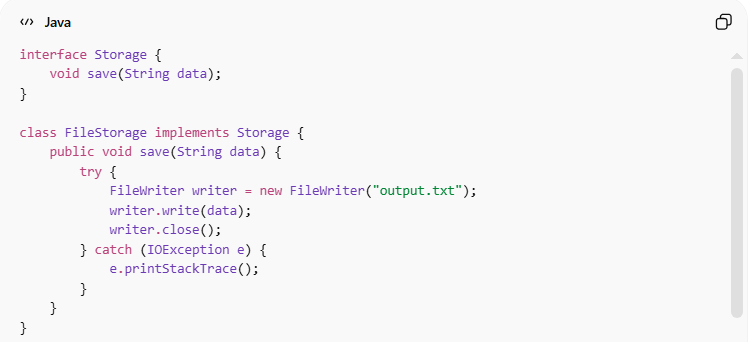 </> Java
interface Storage {
    void save(String data);
}

class FileStorage implements Storage {
    public void save(String data) {
        try {
            FileWriter writer = new FileWriter("output.txt");
            writer.write(data);
            writer.close();
        } catch (IOException e) {
            e.printStackTrace();
        }
    }
}